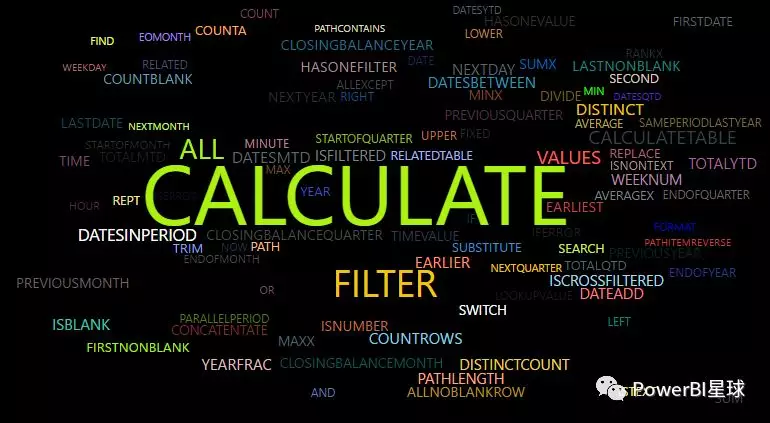 COUNT
DATESYTD
HASONEVALUE
FIRSTDATE
PATHCONTAINS
COUNTA
LOWER
FIND
EOMONTH
CLOSINGBALANCEYEAR
RANKX
WEEKDAY
RELATED
HASONEFILTER
DATE
NEXTDAY
SUMX
LASTNONBLANK
COUNTBLANK
ALLEXCEPT
DATESBETWEEN
SECOND
NEXTYEAR
RIGHT
MINX
DIVIDE
MIN
DATESQTD
PREVIOUSQUARTER
DISTINCT
LASTDATE
NEXTMONTH
AVERAGE
SAMEPERIODLASTYEAR
STARTOFMONTH
MINUTE
STARTOFQUARTER
UPPER
FIXED
CALCULATETABLE
TIME
TOTALMTD
ALL
DATESMTD
ISFILTERED
RELATEDTABLE
VALUES
REPLACE
ISNONTEXT
TOTALYTD
MAX
WEEKNUM
HOUR
REPT
ISERROR
CALCULATE
YEAR
AVERAGEX
ENDOFQUARTER
EARLIEST
IF
DATESINPERIOD
CLOSINGBALANCEQUARTER
TIMEVALUE
IFERROR
FORMAT
TRIM
NOW
PATH
SUBSTITUTE
SEARCH
PREVIOUSYEAR
PATHITEMREVERSE
ENDOFMONTH
EARLIER
NEXTQUARTER
TOTALQTD
ENDOFYEAR
PREVIOUSMONTH
OR
FILTER
ISCROSSFILTERED
LOOKUPVALUE
DATEADD
SWITCH
PARALLELPERIOD
ISBLANK
CONCATENATE
ISNUMBER
LEFT
FIRSTNONBLANK
MAXX
COUNTROWS
YEARFRAC
CLOSINGBALANCEMONTH
DISTINCTCOUNT
PATHLENGTH
AND
ALLNOBLANKROW
PowerBI星球
SUM